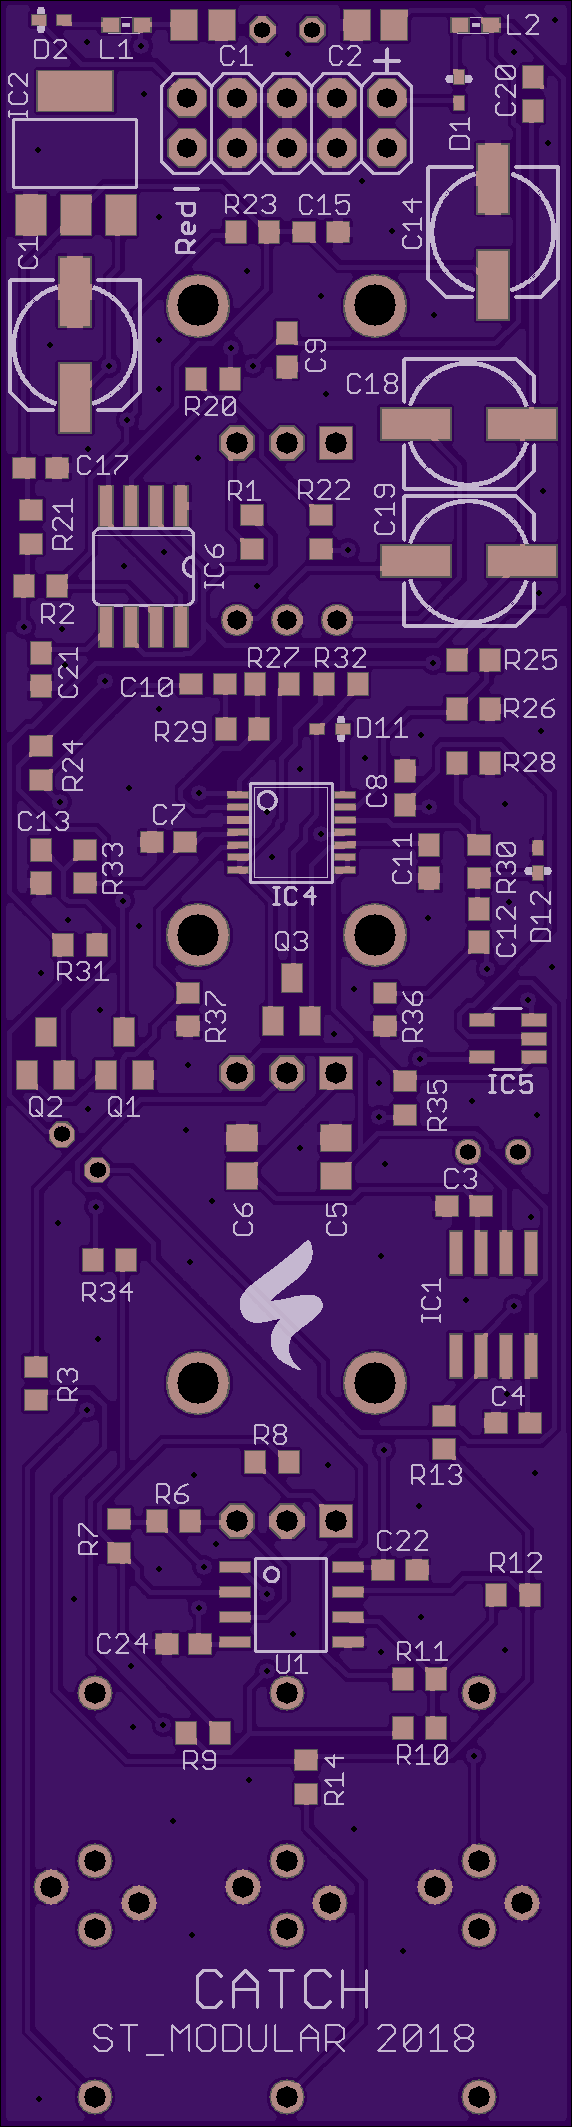 D2
L1
C1
C2
L2
+
IC2
C20
D1
Red
R23
C15
C14
C1
C9
R20
C18
C17
R1
R22
C19
R21
IC6
R2
C21
R27
R32
R25
C10
R29
D11
R26
R24
C8
R28
C13
C7
R33
C11
R30
IC4
D12
R31
Q3
C12
R37
R36
IC5
Q2
Q1
R35
C6
C5
C3
R34
IC1
R3
C4
R8
R13
R6
R7
C22
R12
C24
U1
R11
R9
R10
R14
CATCH
ST_MODULAR 2018